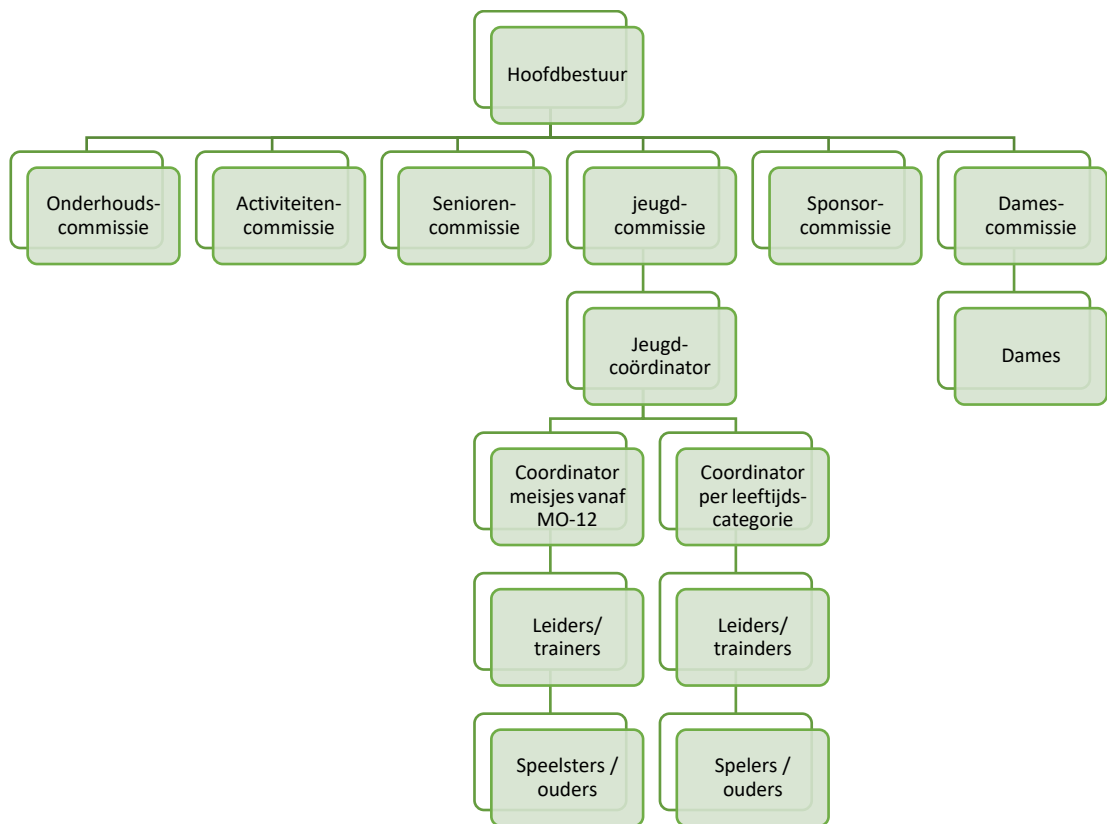 Hoofdbestuur
Onderhouds-
commissie
Activiteiten-
commissie
Senioren-
commissie
jeugd-
commissie
Sponsor-
commissie
Dames-
commissie
Jeugd-
coördinator
Dames
Coordinator
meisjes vanaf
MO-12
Coordinator
per leeftijds-
categorie
Leiders/
trainers
Leiders/
trainders
Speelsters /
ouders
Spelers /
ouders